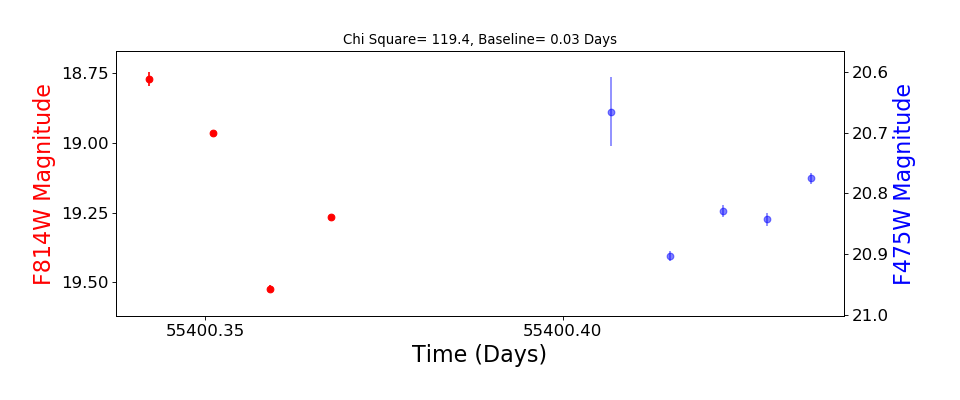 Chi Square= 119.4, Baseline= 0.03 Days
F814W Magnitude
18.75
19.00
19.25
19.50
20.6
20.7
20.8
20.9
21.0
F475W Magnitude
55400.35
55400.40
Time (Days)